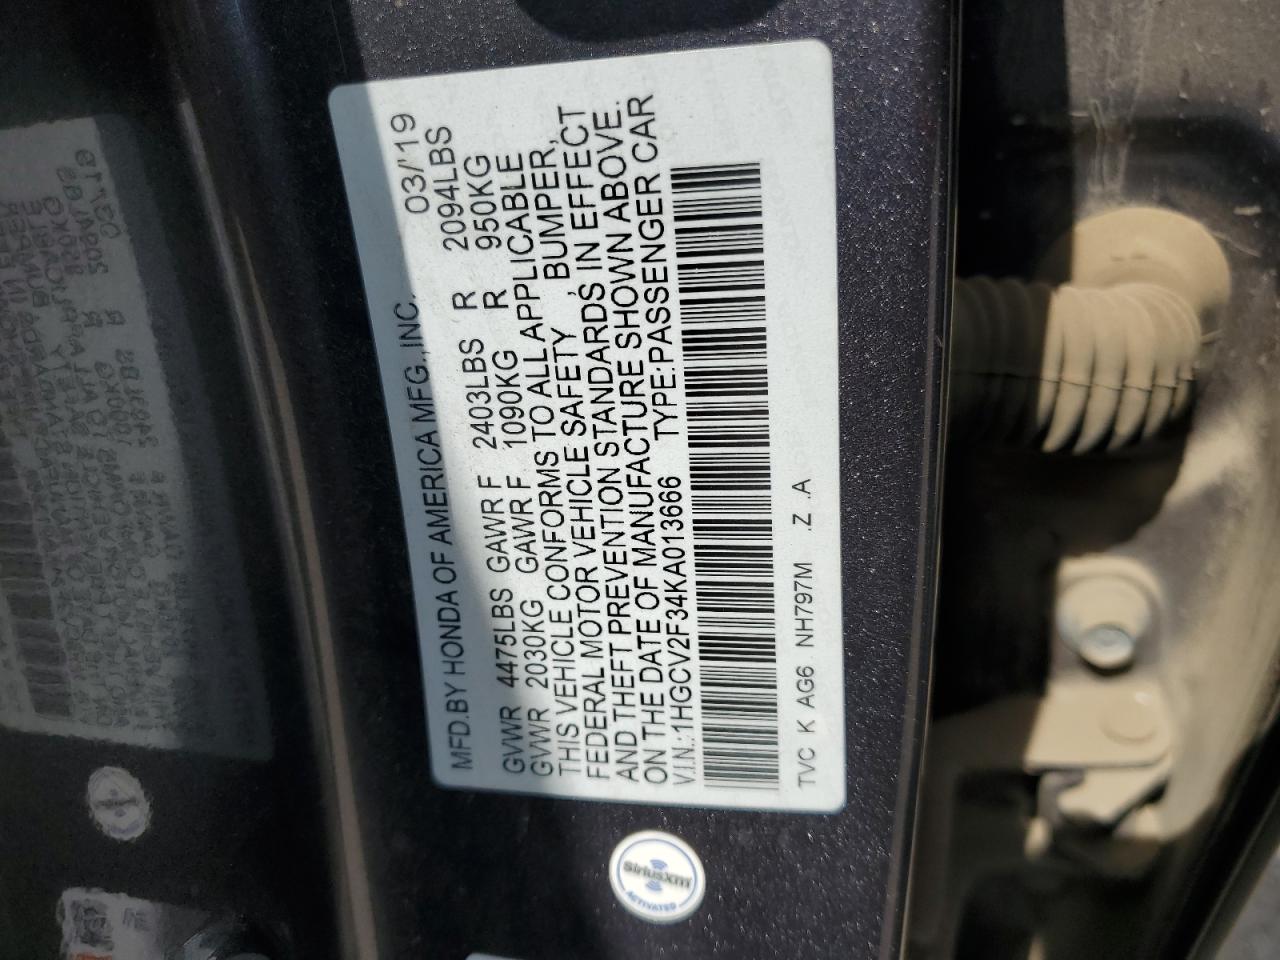 MFD.BY HONDA OF AMERICA MFG.,INC. 03/'19
GVWR 4475LBS GAWR F 2403LBS R 2094LBS
GVWR 2030KG GAWR F 1090KG R 950KG
THIS VEHICLE CONFORMS TO ALL APPLICABLE
FEDERAL MOTOR VEHICLE SAFETY, BUMPER,
AND THEFT PREVENTION STANDARDS IN EFFECT
ON THE DATE OF MANUFACTURE SHOWN ABOVE.
V.I.N.:1HGCV2F34KA013666 TYPE:PASSENGER CAR
TVC K AG6 NH797M .Z .A
SiriusXM
ACTIVATED